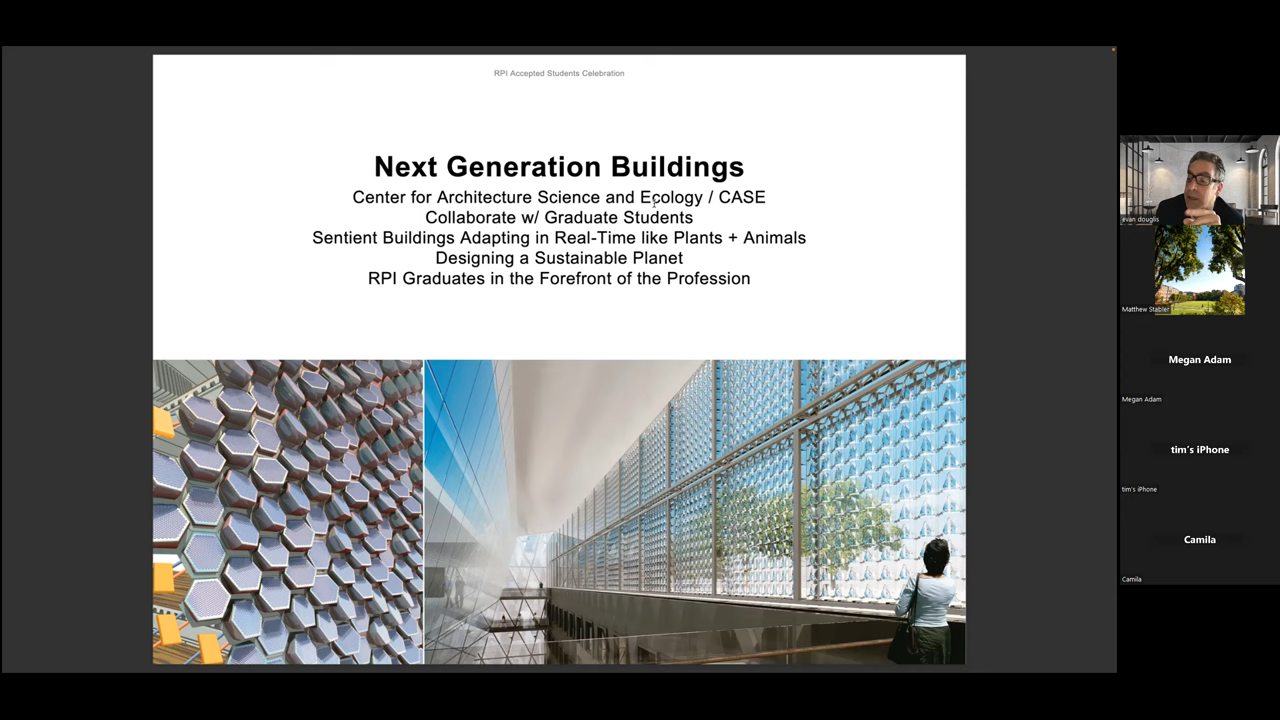 RPI Accepted Students Celebration
Next Generation Buildings
Center for Architecture Science and Ecology / CASE
Collaborate w/ Graduate Students
Sentient Buildings Adapting in Real-Time like Plants + Animals
Designing a Sustainable Planet
RPI Graduates in the Forefront of the Profession
evan douglis
Matthew Stabler
Megan Adam
Megan Adam
tim's iPhone
tim's iPhone
Camila
Camila